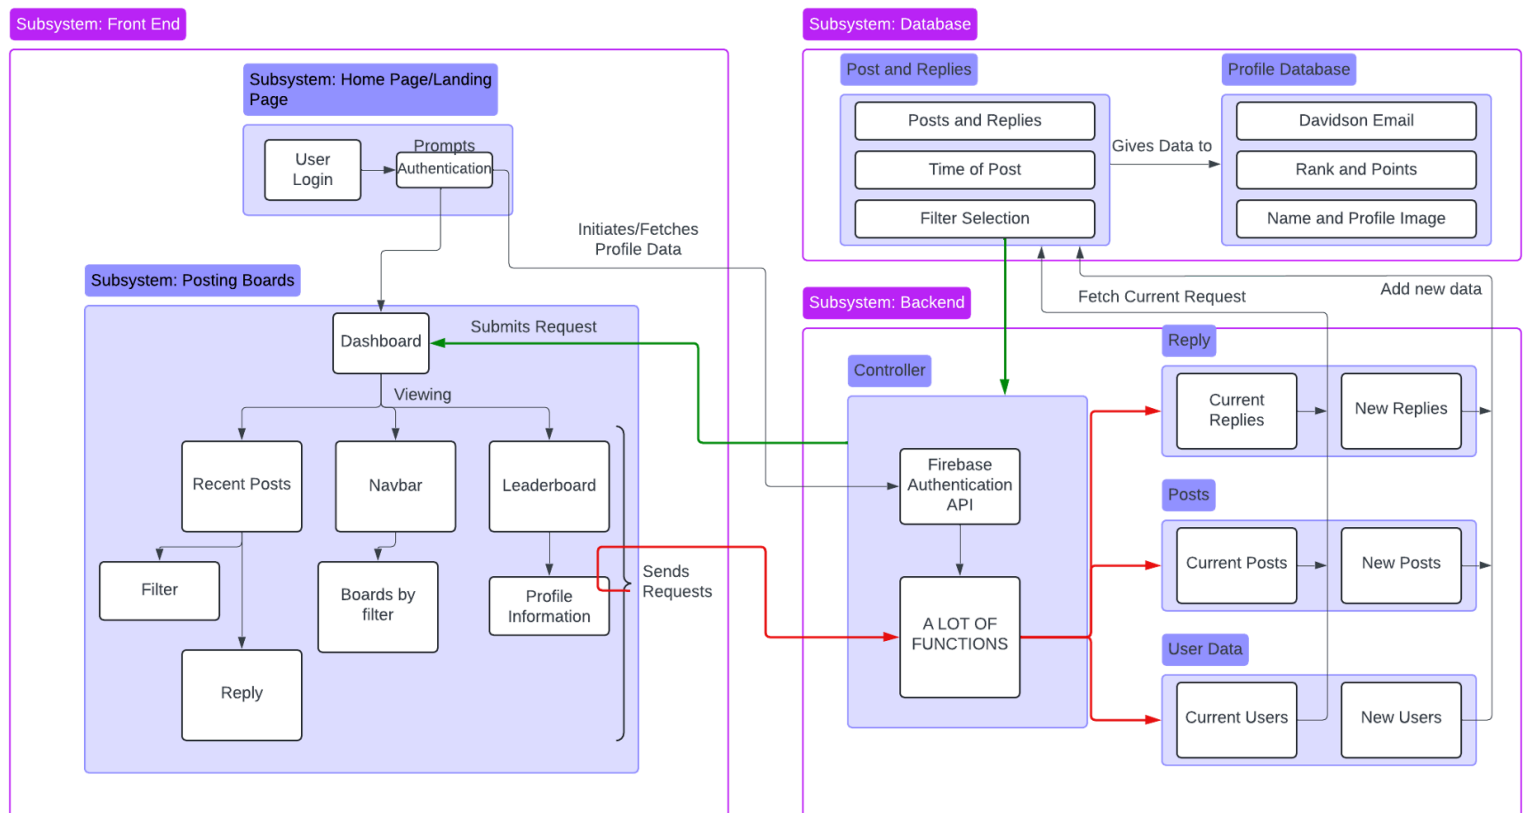 Subsystem: Front End
Subsystem: Home Page/Landing
Page
User
Login
Prompts
Authentication
Initiates/Fetches
Profile Data
Subsystem: Posting Boards
Dashboard
Submits Request
Viewing
Recent Posts
Navbar
Leaderboard
Filter
Boards by
filter
Profile
Information
Sends
Requests
Reply
Subsystem: Database
Post and Replies
Posts and Replies
Time of Post
Filter Selection
Gives Data to
Profile Database
Davidson Email
Rank and Points
Name and Profile Image
Fetch Current Request
Add new data
Subsystem: Backend
Controller
Firebase
Authentication
API
A LOT OF
FUNCTIONS
Reply
Current
Replies
New Replies
Posts
Current Posts
New Posts
User Data
Current Users
New Users